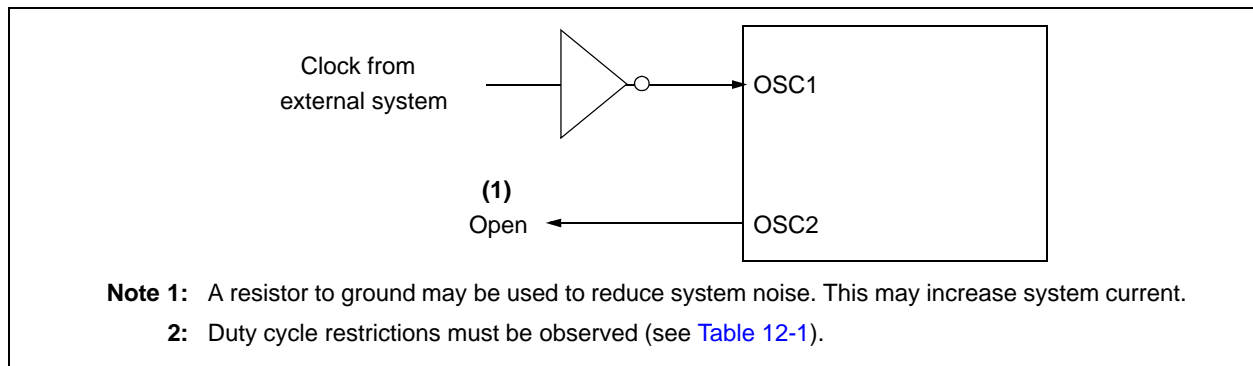 Clock from
external system
OSC1
(1)
Open
OSC2
Note 1: A resistor to ground may be used to reduce system noise. This may increase system current.
2: Duty cycle restrictions must be observed (see Table 12-1).